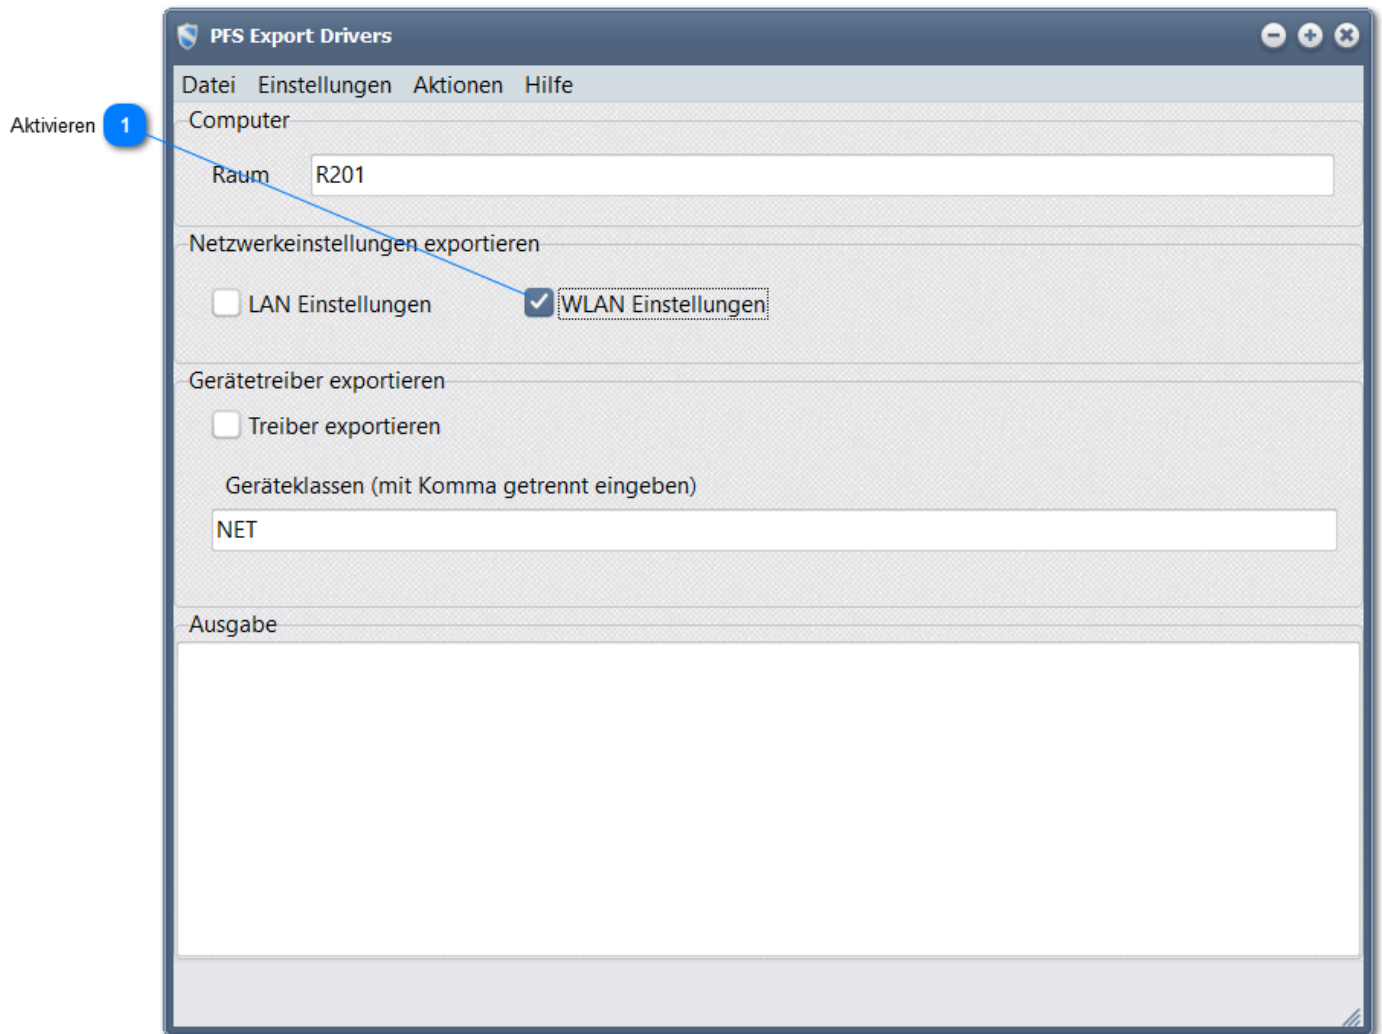 PFS Export Drivers
Datei Einstellungen Aktionen Hilfe
Aktivieren 1
Computer
Raum R201
Netzwerkeinstellungen exportieren
LAN Einstellungen WLAN Einstellungen
Gerätetreiber exportieren
Treiber exportieren
Geräteklassen (mit Komma getrennt eingeben)
NET
Ausgabe